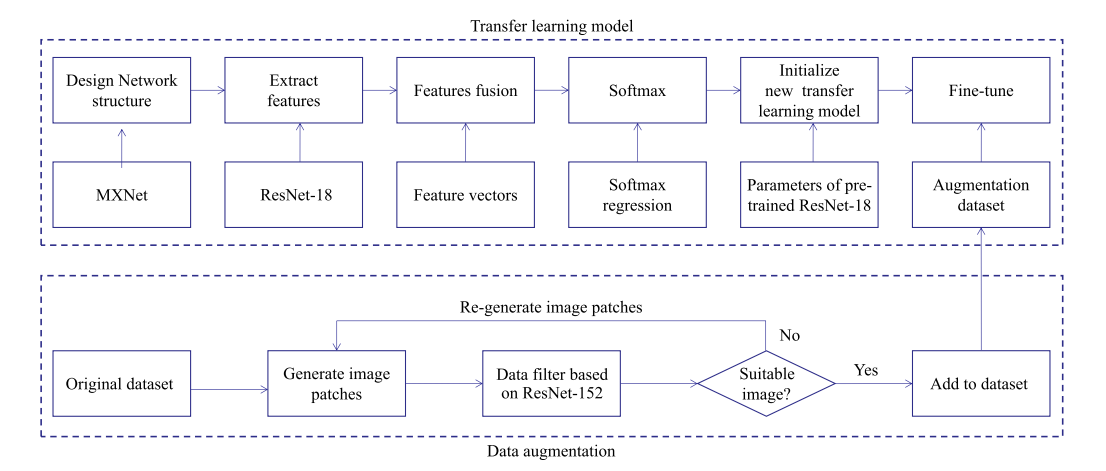 Transfer learning model
Design Network
structure
Extract
features
Features fusion
Softmax
Initialize
new transfer
learning model
Fine-tune
MXNet
ResNet-18
Feature vectors
Softmax
regression
Parameters of pre-
trained ResNet-18
Augmentation
dataset
Re-generate image patches
No
Original dataset
Generate image
patches
Data filter based
on ResNet-152
Suitable
image?
Yes
Add to dataset
Data augmentation